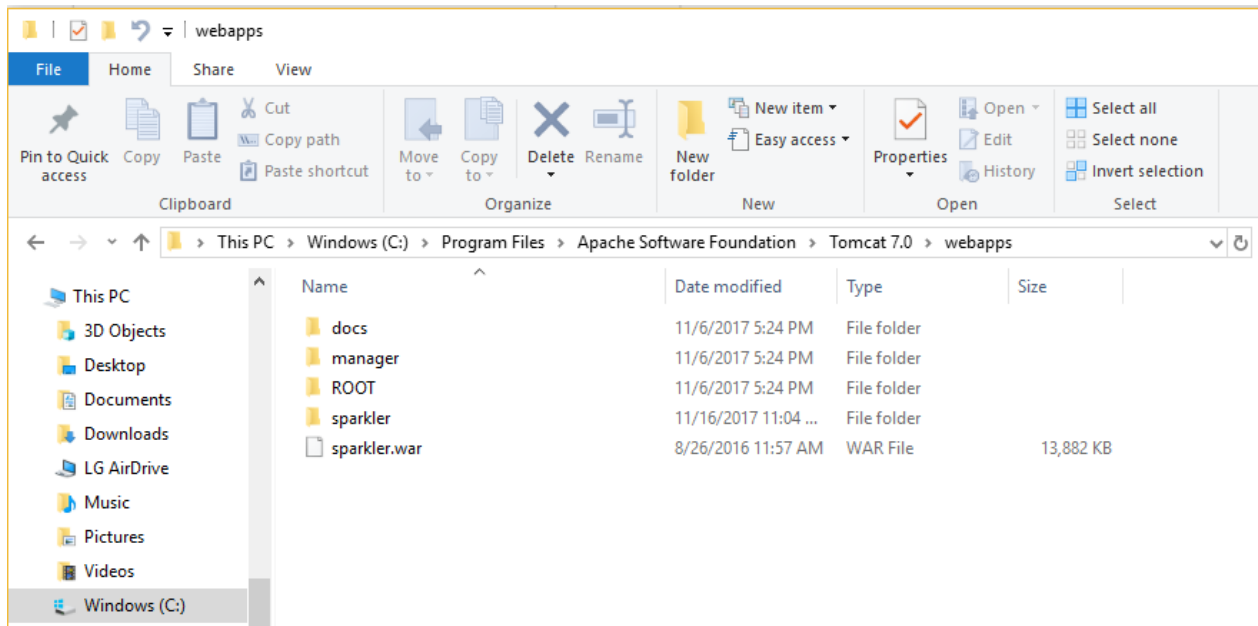 webapps
File Home Share View
Pin to Quick access
Copy
Paste
Cut
Copy path
Paste shortcut
Clipboard
Move to
Copy to
Delete
Rename
Organize
New folder
New item
Easy access
New
Properties
Open
Edit
History
Open
Select all
Select none
Invert selection
Select
This PC > Windows (C:) > Program Files > Apache Software Foundation > Tomcat 7.0 > webapps
This PC
3D Objects
Desktop
Documents
Downloads
LG AirDrive
Music
Pictures
Videos
Windows (C:)
Name Date modified Type Size
docs 11/6/2017 5:24 PM File folder
manager 11/6/2017 5:24 PM File folder
ROOT 11/6/2017 5:24 PM File folder
sparkler 11/16/2017 11:04 ... File folder
sparkler.war 8/26/2016 11:57 AM WAR File 13,882 KB